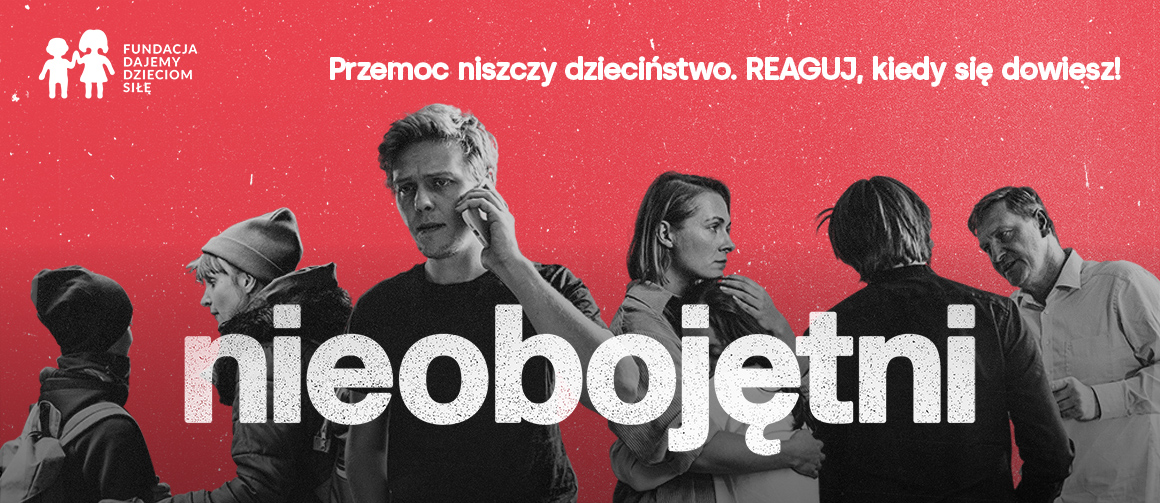 FUNDACJA
DAJEMY
DZIECIOM
SIŁĘ
Przemoc niszczy dzieciństwo. REAGUJ, kiedy się dowiesz!
nieobojętni